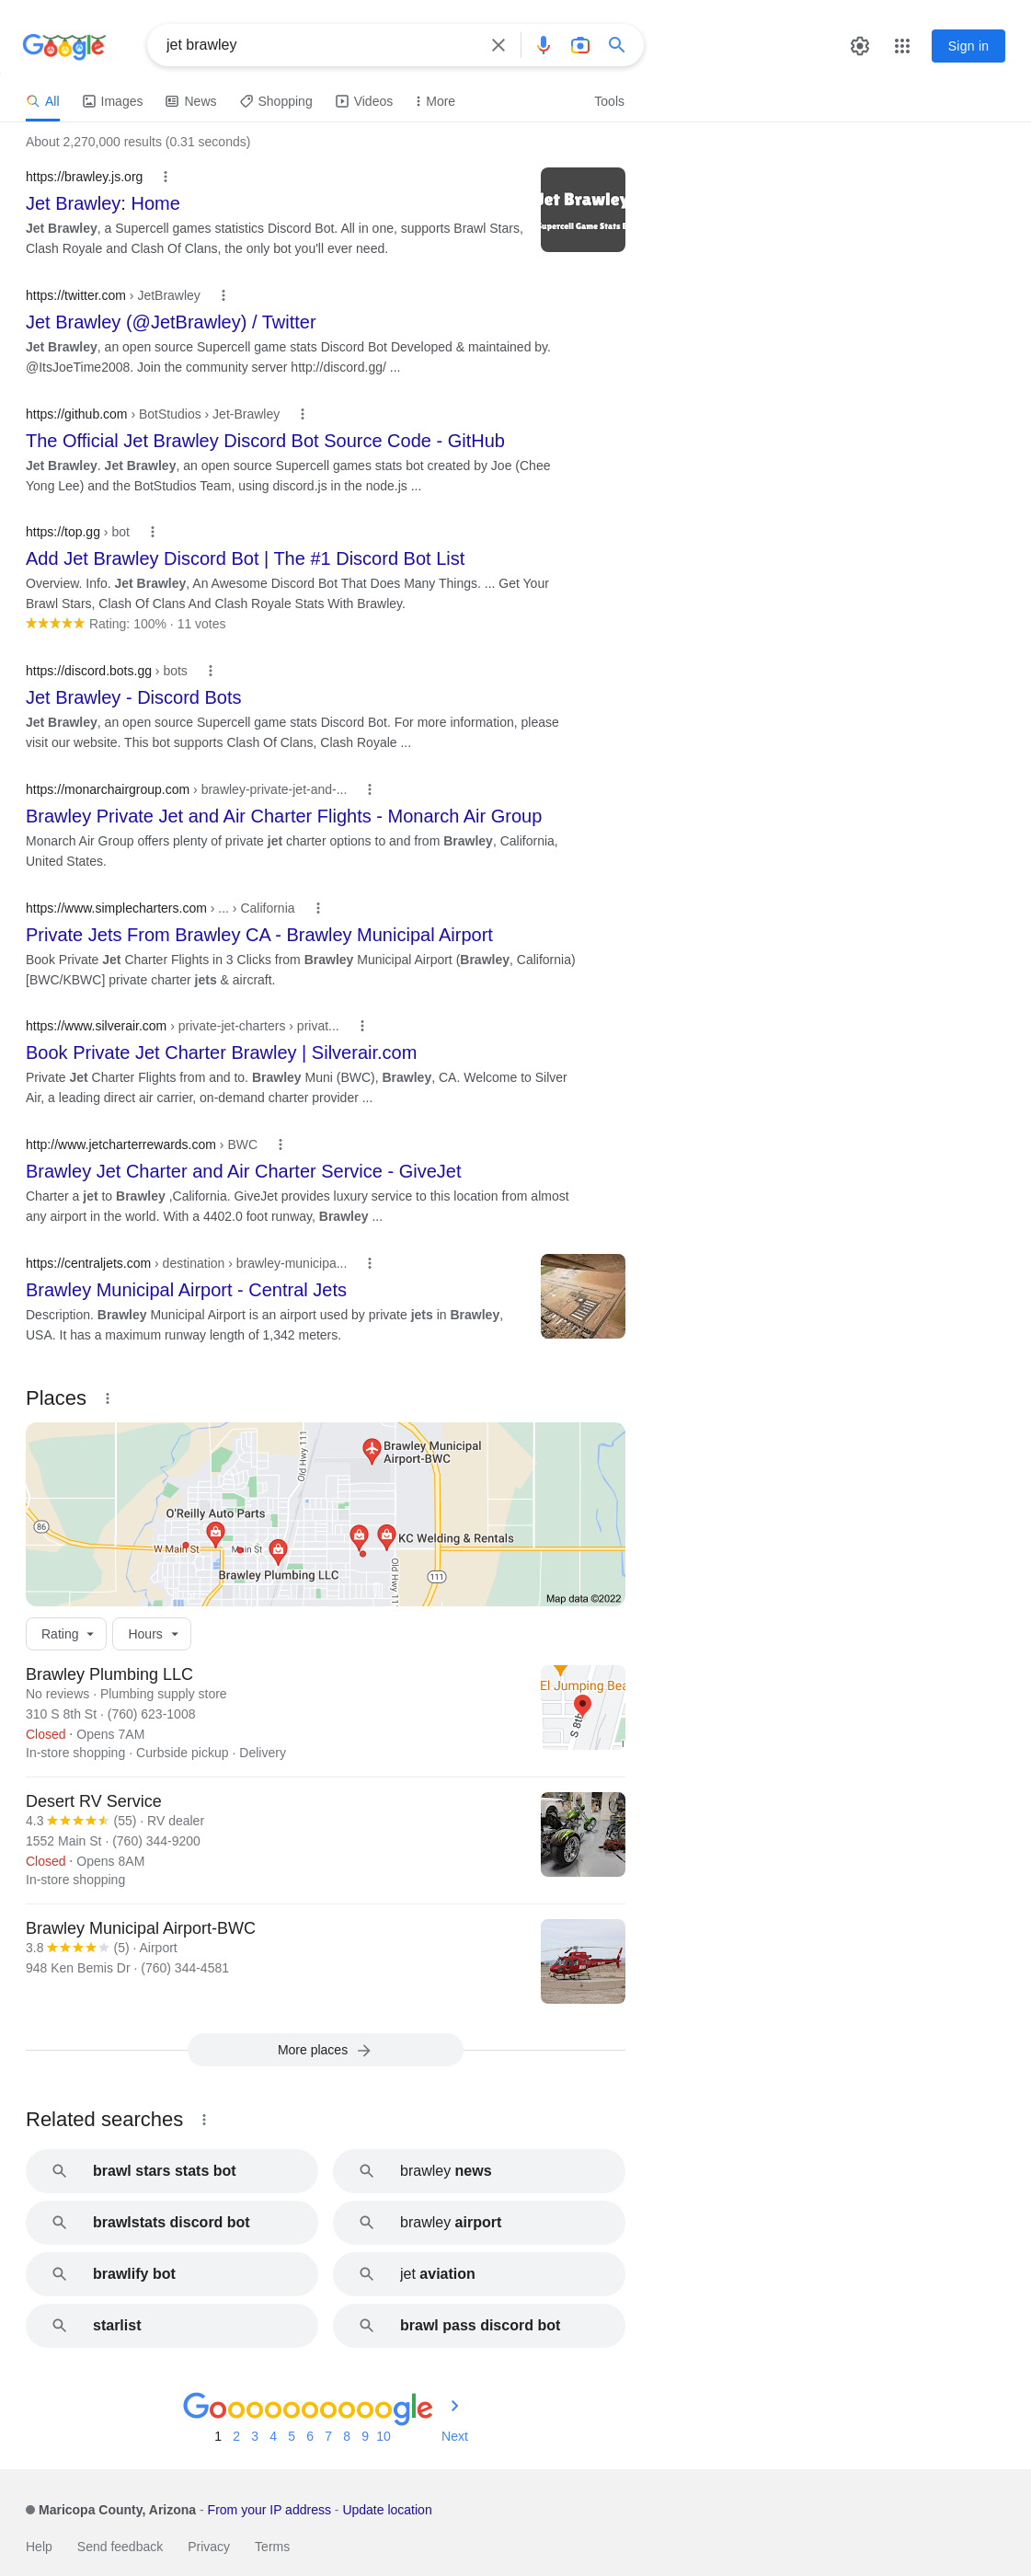 Google
jet brawley
Sign in
All
Images
News
Shopping
Videos
More
Tools
About 2,270,000 results (0.31 seconds)
https://brawley.js.org
Jet Brawley: Home
Jet Brawley, a Supercell games statistics Discord Bot. All in one, supports Brawl Stars,
Clash Royale and Clash Of Clans, the only bot you'll ever need.
Jet Brawley
Supercell Game Stats
https://twitter.com › JetBrawley
Jet Brawley (@JetBrawley) / Twitter
Jet Brawley, an open source Supercell game stats Discord Bot Developed & maintained by.
@ItsJoeTime2008. Join the community server http://discord.gg/ ...
https://github.com › BotStudios › Jet-Brawley
The Official Jet Brawley Discord Bot Source Code - GitHub
Jet Brawley. Jet Brawley, an open source Supercell games stats bot created by Joe (Chee
Yong Lee) and the BotStudios Team, using discord.js in the node.js ...
https://top.gg › bot
Add Jet Brawley Discord Bot | The #1 Discord Bot List
Overview. Info. Jet Brawley, An Awesome Discord Bot That Does Many Things. ... Get Your
Brawl Stars, Clash Of Clans And Clash Royale Stats With Brawley.
Rating: 100% · 11 votes
https://discord.bots.gg › bots
Jet Brawley - Discord Bots
Jet Brawley, an open source Supercell game stats Discord Bot. For more information, please
visit our website. This bot supports Clash Of Clans, Clash Royale ...
https://monarchairgroup.com › brawley-private-jet-and-...
Brawley Private Jet and Air Charter Flights - Monarch Air Group
Monarch Air Group offers plenty of private jet charter options to and from Brawley, California,
United States.
https://www.simplecharters.com › ... › California
Private Jets From Brawley CA - Brawley Municipal Airport
Book Private Jet Charter Flights in 3 Clicks from Brawley Municipal Airport (Brawley, California)
[BWC/KBWC] private charter jets & aircraft.
https://www.silverair.com › private-jet-charters › privat...
Book Private Jet Charter Brawley | Silverair.com
Private Jet Charter Flights from and to. Brawley Muni (BWC), Brawley, CA. Welcome to Silver
Air, a leading direct air carrier, on-demand charter provider ...
http://www.jetcharterrewards.com › BWC
Brawley Jet Charter and Air Charter Service - GiveJet
Charter a jet to Brawley ,California. GiveJet provides luxury service to this location from almost
any airport in the world. With a 4402.0 foot runway, Brawley ...
https://centraljets.com › destination › brawley-municipa...
Brawley Municipal Airport - Central Jets
Description. Brawley Municipal Airport is an airport used by private jets in Brawley,
USA. It has a maximum runway length of 1,342 meters.
Places
Old Hwy 111
Brawley Municipal
Airport-BWC
O'Reilly Auto Parts
86
KC Welding & Rentals
W Main St
Main St
Brawley Plumbing LLC
Old Hwy 1
111
Map data ©2022
Rating
Hours
Brawley Plumbing LLC
No reviews · Plumbing supply store
310 S 8th St · (760) 623-1008
Closed · Opens 7AM
In-store shopping · Curbside pickup · Delivery
El Jumping Bea
S 8th
Desert RV Service
4.3 (55) · RV dealer
1552 Main St · (760) 344-9200
Closed · Opens 8AM
In-store shopping
Brawley Municipal Airport-BWC
3.8 (5) · Airport
948 Ken Bemis Dr · (760) 344-4581
More places
Related searches
brawl stars stats bot
brawley news
brawlstats discord bot
brawley airport
brawlify bot
jet aviation
starlist
brawl pass discord bot
Goooooooooogle
1 2 3 4 5 6 7 8 9 10 Next
Maricopa County, Arizona - From your IP address - Update location
Help
Send feedback
Privacy
Terms